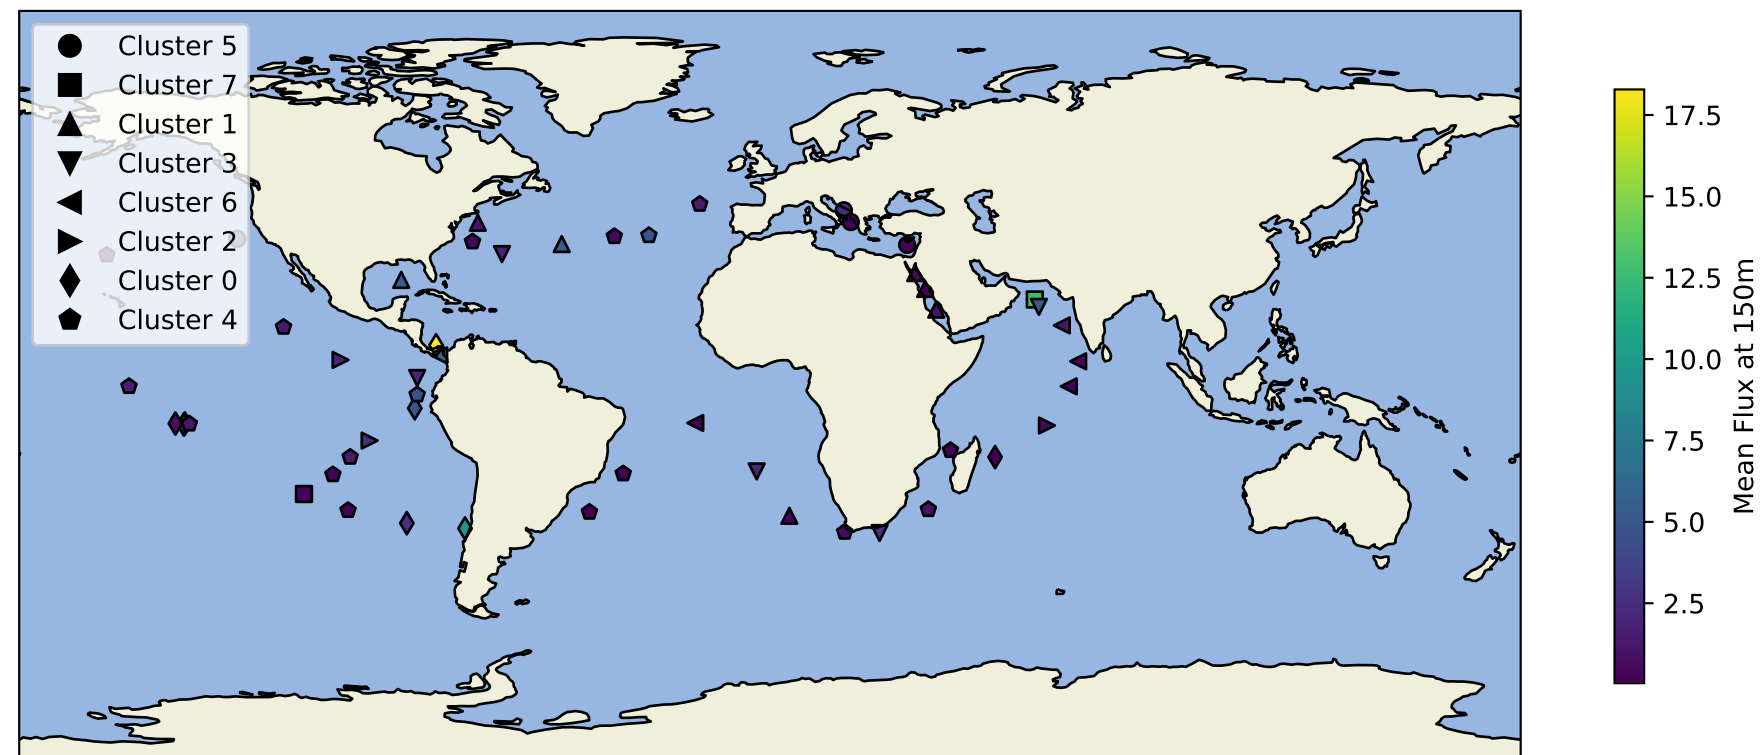 Cluster 5
Cluster 7
Cluster 1
Cluster 3
Cluster 6
Cluster 2
Cluster 0
Cluster 4
17.5
15.0
12.5
10.0
7.5
5.0
2.5
Mean Flux at 150m